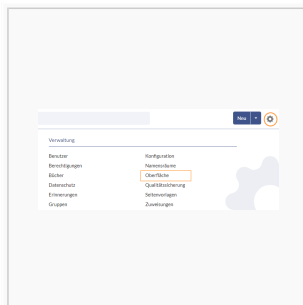 Neu
Verwaltung
Benutzer
Konfiguration
Berechtigungen
Namensräume
Bücher
Oberfläche
Datenschutz
Qualitätssicherung
Erinnerungen
Seitenvorlagen
Gruppen
Zuweisungen